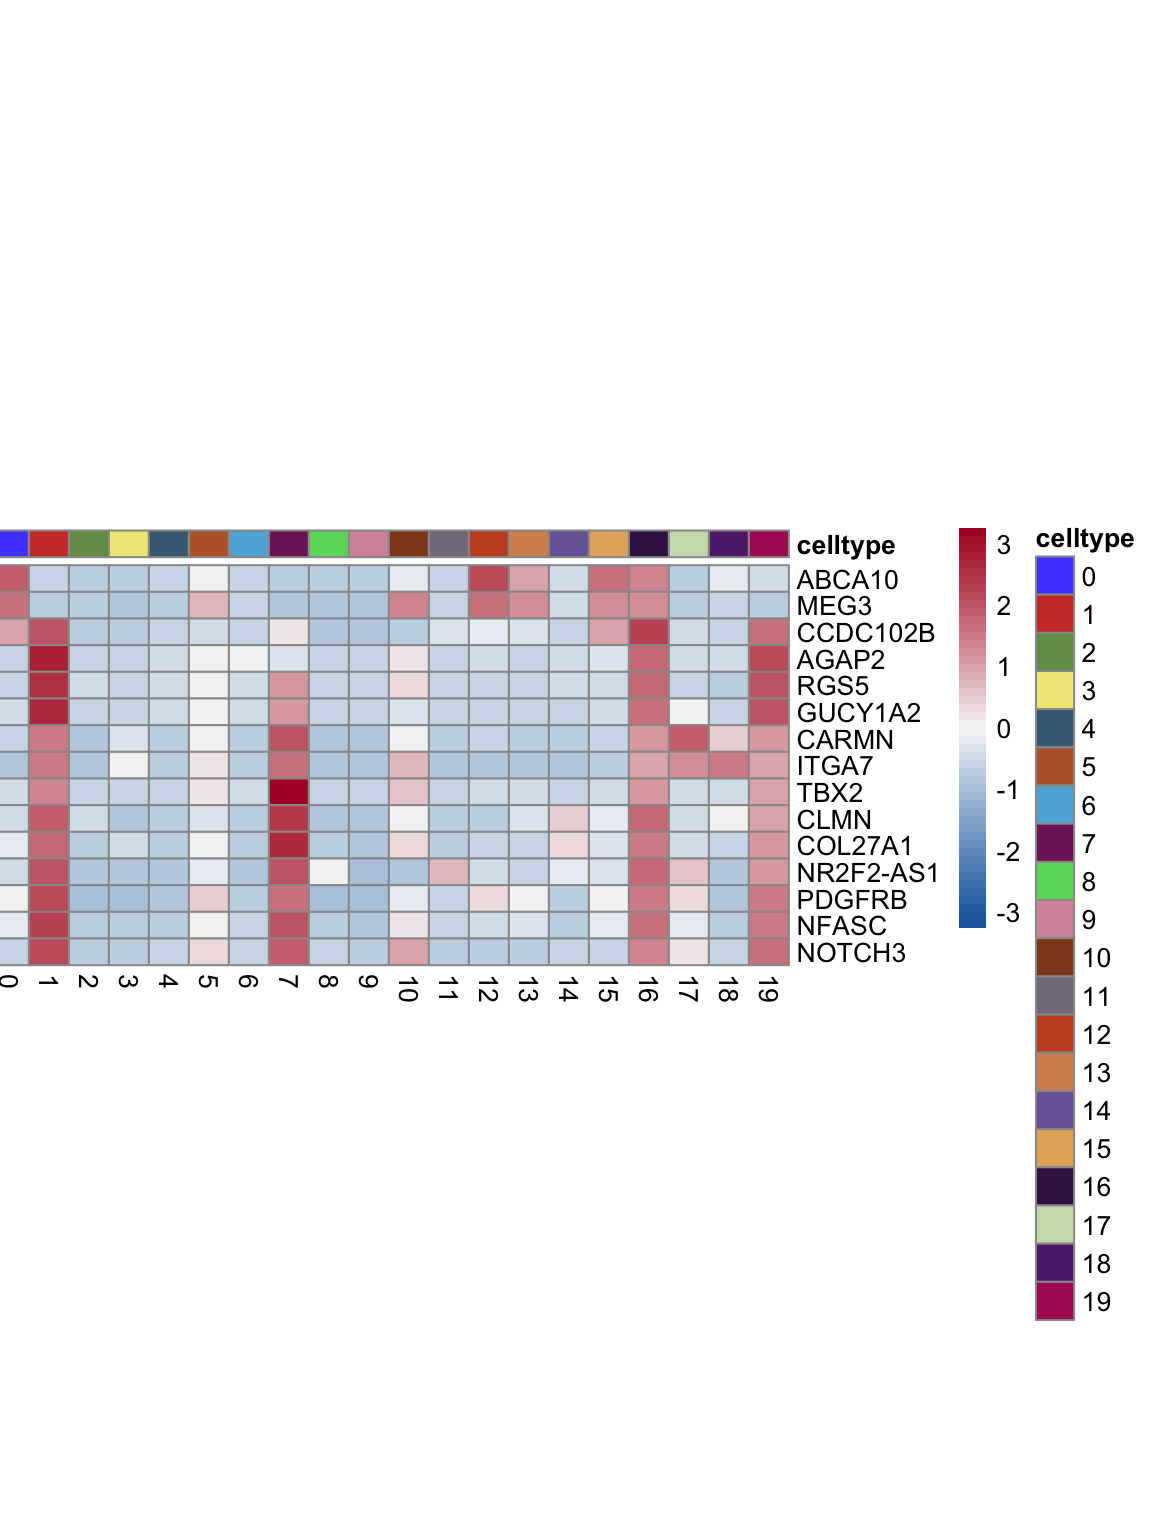 celltype
ABCA10
MEG3
CCDC102B
AGAP2
RGS5
GUCY1A2
CARMN
ITGA7
TBX2
CLMN
COL27A1
NR2F2-AS1
PDGFRB
NFASC
NOTCH3
0 1 2 3 4 5 6 7 8 9 10 11 12 13 14 15 16 17 18 19
3
2
1
0
-1
-2
-3
celltype
0
1
2
3
4
5
6
7
8
9
10
11
12
13
14
15
16
17
18
19